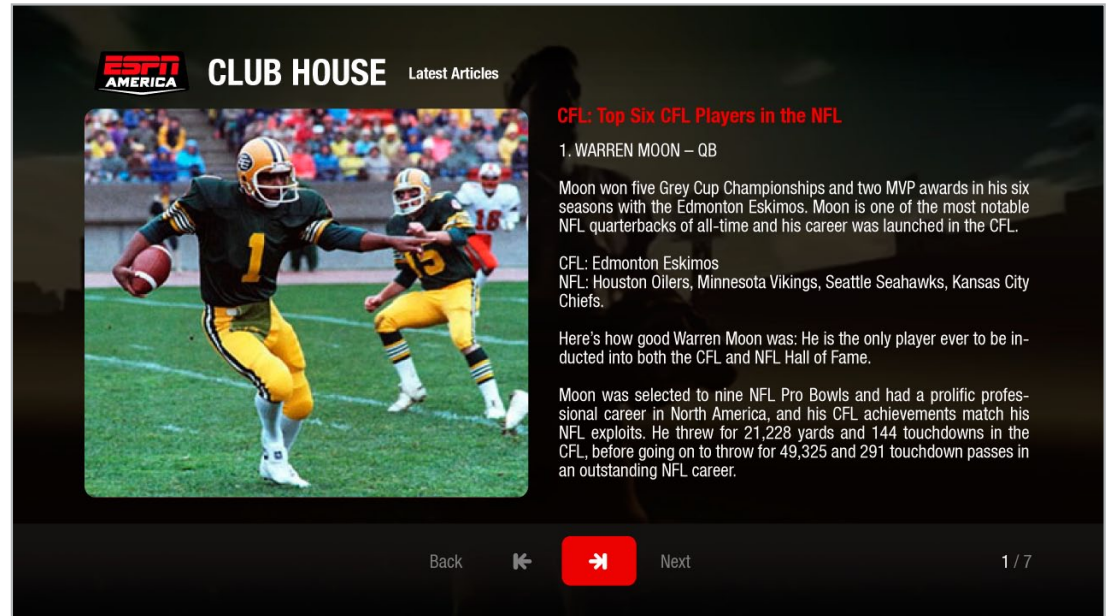 ESPN
AMERICA
CLUB HOUSE
Latest Articles
CFL: Top Six CFL Players in the NFL
1. WARREN MOON – QB
Moon won five Grey Cup Championships and two MVP awards in his six
seasons with the Edmonton Eskimos. Moon is one of the most notable
NFL quarterbacks of all-time and his career was launched in the CFL.
CFL: Edmonton Eskimos
NFL: Houston Oilers, Minnesota Vikings, Seattle Seahawks, Kansas City
Chiefs.
Here’s how good Warren Moon was: He is the only player ever to be in-
ducted into both the CFL and NFL Hall of Fame.
Moon was selected to nine NFL Pro Bowls and had a prolific profes-
sional career in North America, and his CFL achievements match his
NFL exploits. He threw for 21,228 yards and 144 touchdowns in the
CFL, before going on to throw for 49,325 and 291 touchdown passes in
an outstanding NFL career.
1
Back
Next
1 / 7